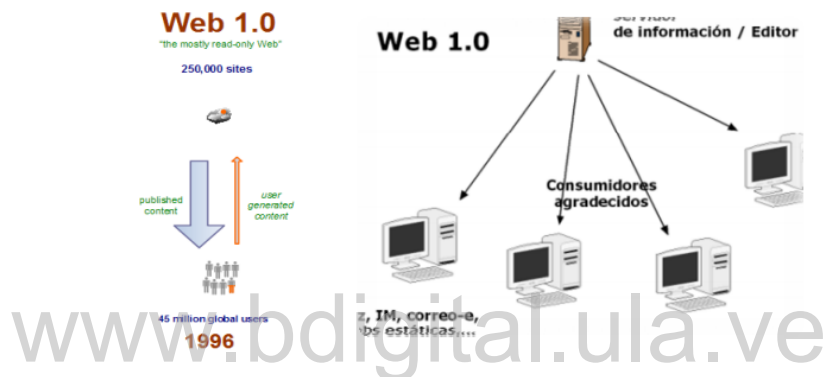 Web 1.0
"the mostly read-only Web"
250,000 sites
published
content
user
generated
content
45 million global users
1996
Web 1.0
de información / Editor
Consumidores
agradecidos
IM, correo-e,
estáticas,...
www.bdigital.ula.ve